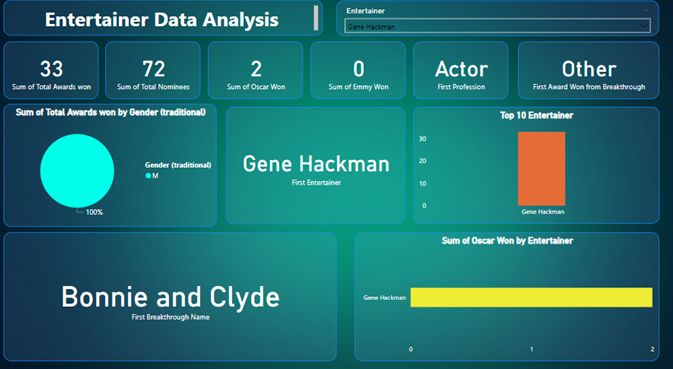 Entertainer Data Analysis
Entertainer
Gene Hackman
33
Sum of Total Awards won
72
Sum of Total Nominees
2
Sum of Oscar Won
0
Sum of Emmy Won
Actor
First Profession
Other
First Award Won from Breakthrough
Sum of Total Awards won by Gender (traditional)
Gender (traditional)
M
100%
Gene Hackman
First Entertainer
Top 10 Entertainer
30
20
10
0
Gene Hackman
Bonnie and Clyde
First Breakthrough Name
Sum of Oscar Won by Entertainer
Gene Hackman
0 1 2